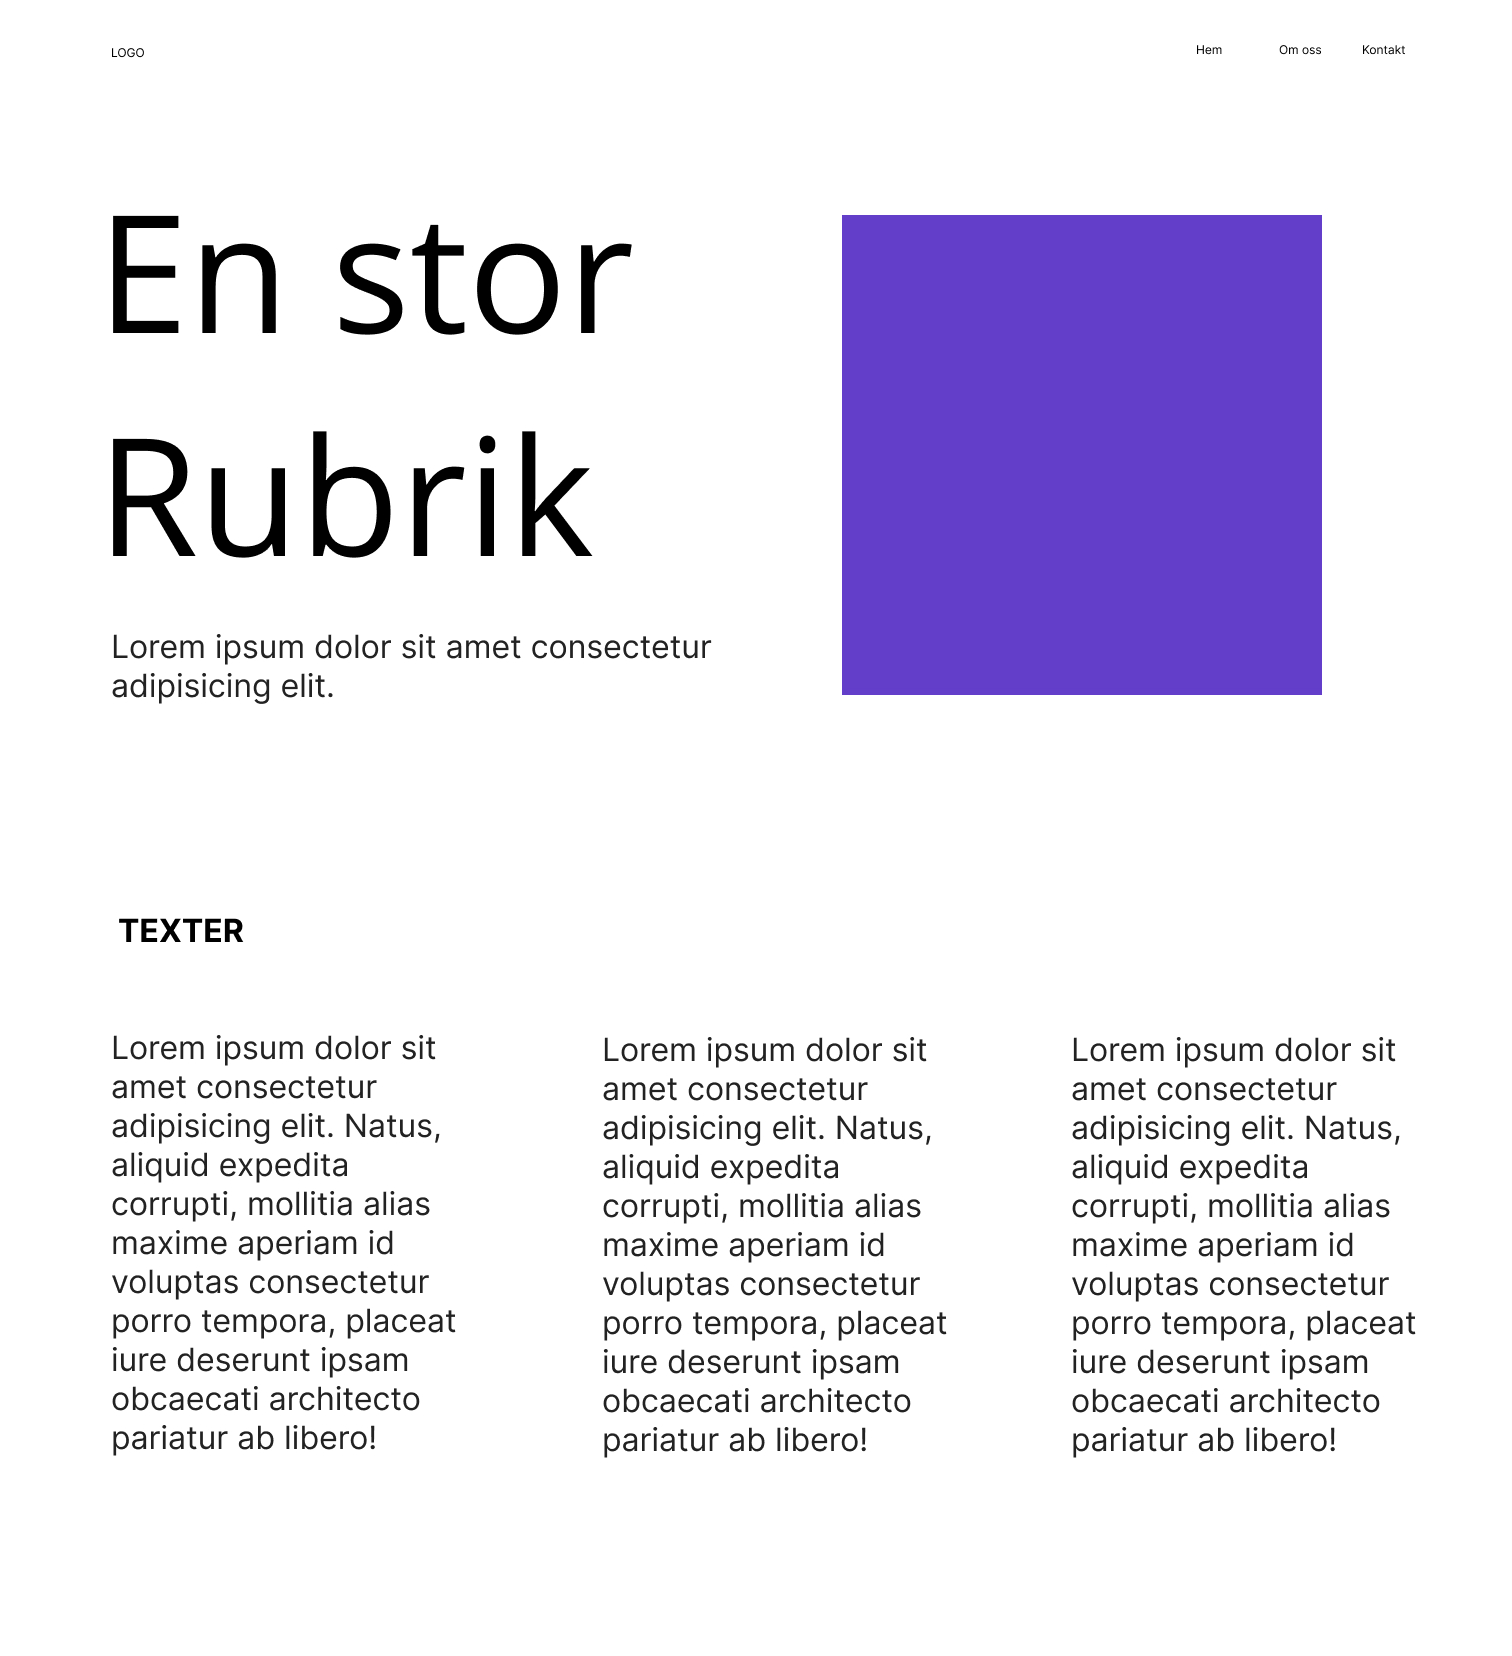 LOGO
Hem
Om oss
Kontakt
En stor
Rubrik
Lorem ipsum dolor sit amet consectetur
adipisicing elit.
TEXTER
Lorem ipsum dolor sit
amet consectetur
adipisicing elit. Natus,
aliquid expedita
corrupti, mollitia alias
maxime aperiam id
voluptas consectetur
porro tempora, placeat
iure deserunt ipsam
obcaecati architecto
pariatur ab libero!
Lorem ipsum dolor sit
amet consectetur
adipisicing elit. Natus,
aliquid expedita
corrupti, mollitia alias
maxime aperiam id
voluptas consectetur
porro tempora, placeat
iure deserunt ipsam
obcaecati architecto
pariatur ab libero!
Lorem ipsum dolor sit
amet consectetur
adipisicing elit. Natus,
aliquid expedita
corrupti, mollitia alias
maxime aperiam id
voluptas consectetur
porro tempora, placeat
iure deserunt ipsam
obcaecati architecto
pariatur ab libero!